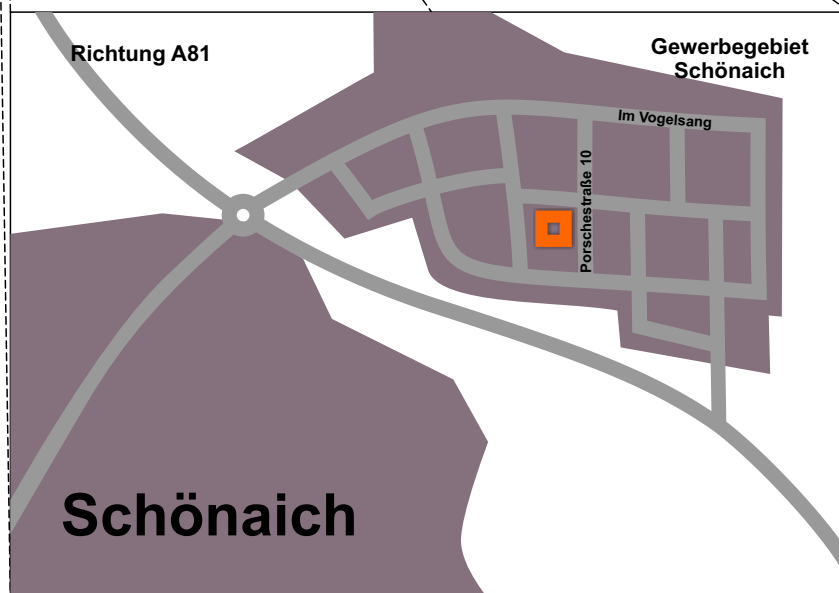 Richtung A81
Gewerbegebiet
Schönaich
Im Vogelsang
Porschestraße 10
Schönaich